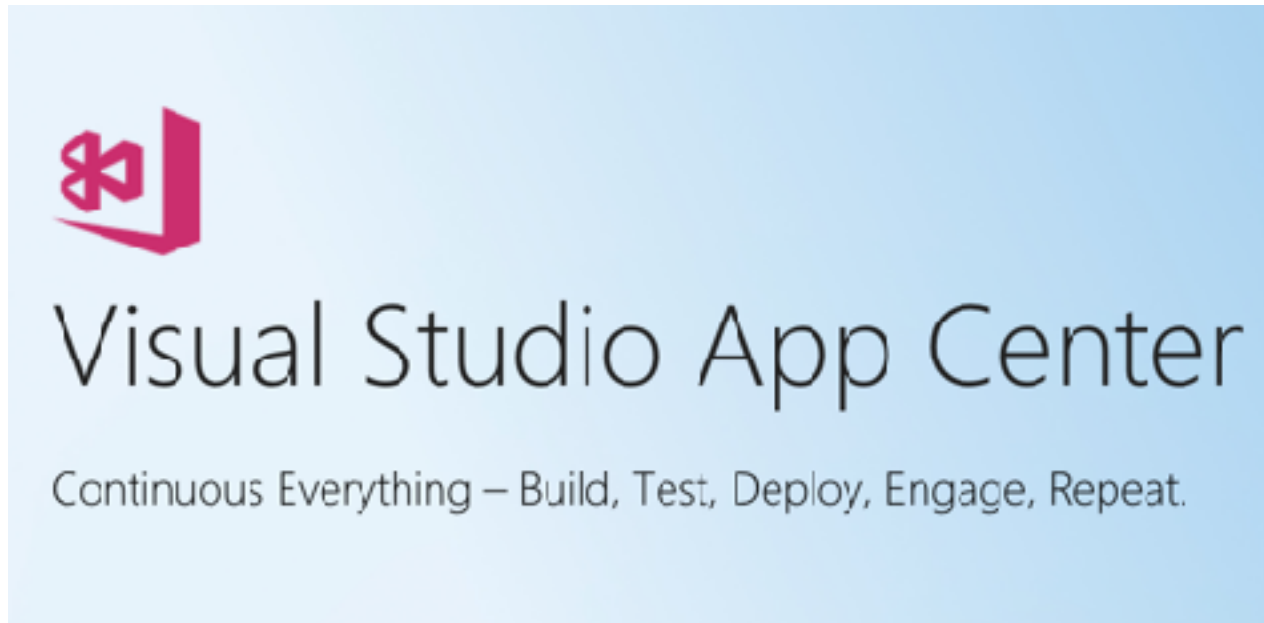 Visual Studio App Center
Continuous Everything – Build, Test, Deploy, Engage, Repeat.